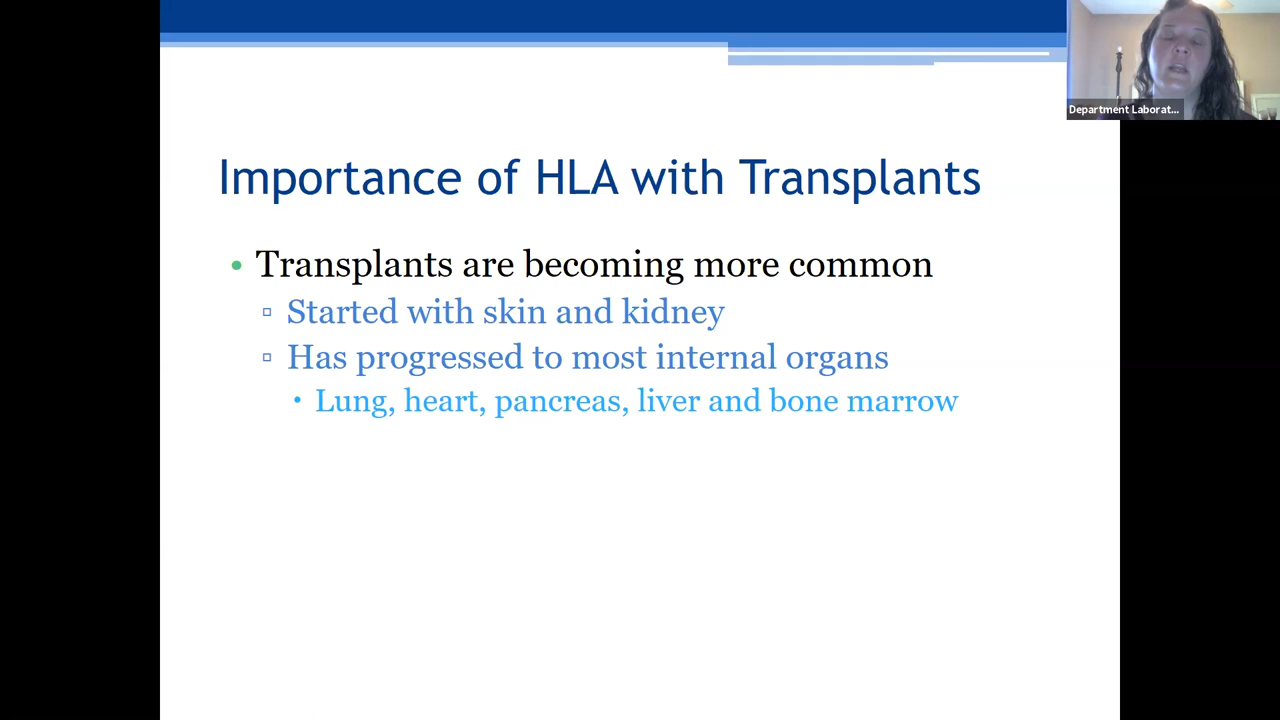 Department Laborat...
Importance of HLA with Transplants
Transplants are becoming more common
Started with skin and kidney
Has progressed to most internal organs
Lung, heart, pancreas, liver and bone marrow